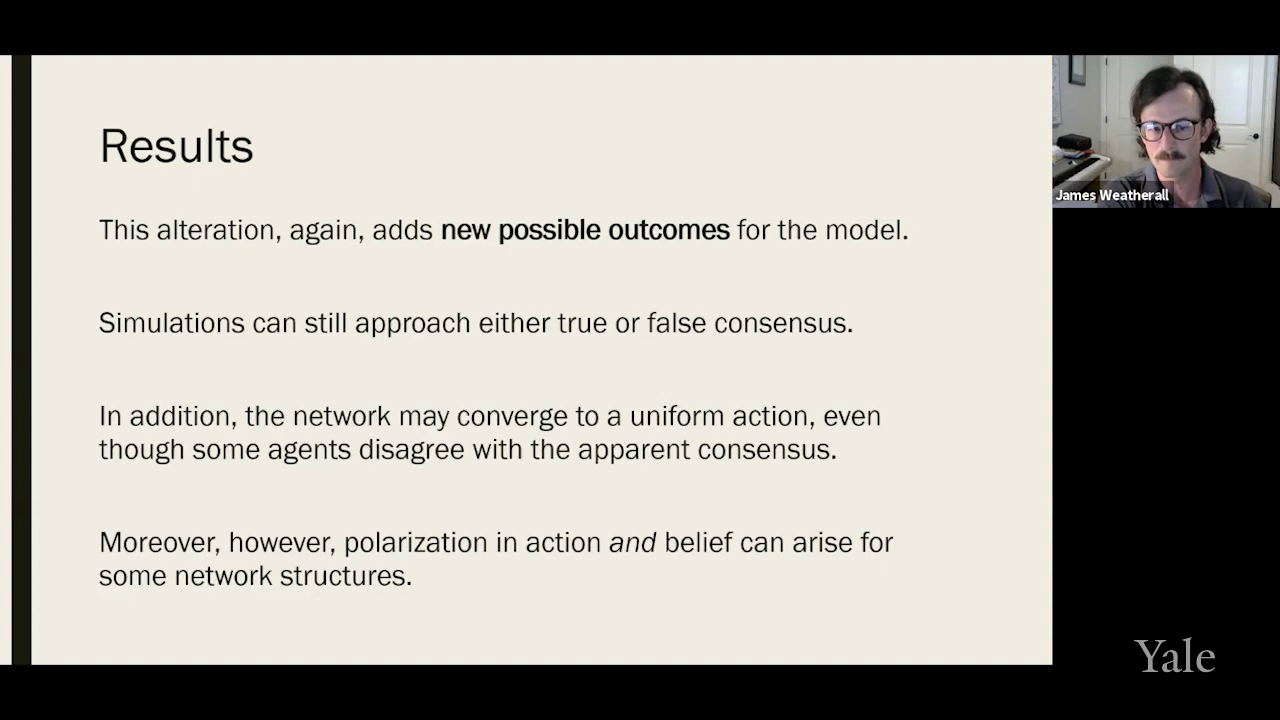 Results
This alteration, again, adds new possible outcomes for the model.
Simulations can still approach either true or false consensus.
In addition, the network may converge to a uniform action, even
though some agents disagree with the apparent consensus.
Moreover, however, polarization in action and belief can arise for
some network structures.
James Weatherall
Yale